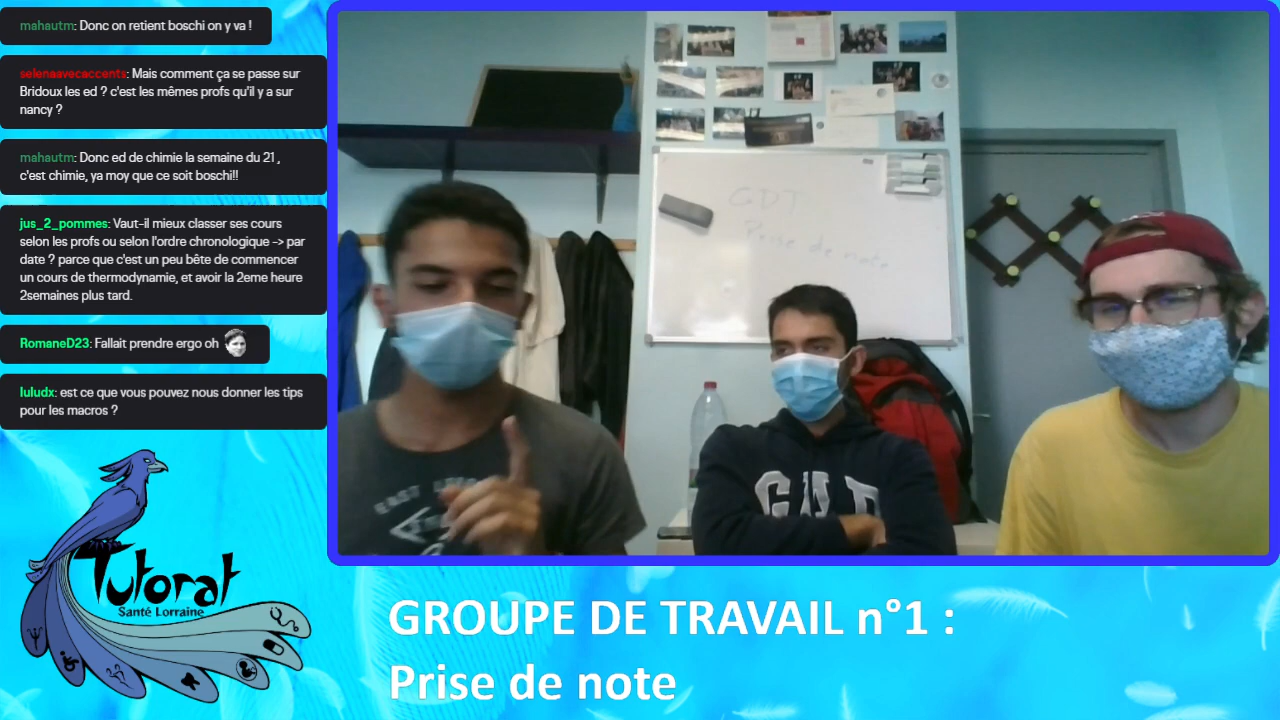 mahautm: Donc on retient boschi on y va !
selenaavecaccents: Mais comment ça se passe sur
Bridoux les ed ? c'est les mêmes profs qu'il y a sur
nancy ?
mahautm: Donc ed de chimie la semaine du 21 ,
c'est chimie, ya moy que ce soit boschi!!
jus_2_pommes: Vaut-il mieux classer ses cours
selon les profs ou selon l'ordre chronologique -> par
date ? parce que c'est un peu bête de commencer
un cours de thermodynamie, et avoir la 2eme heure
2semaines plus tard.
RomaneD23: Fallait prendre ergo oh
luludx: est ce que vous pouvez nous donner les tips
pour les macros ?
GDT
Prise de note
EAST
GAP
Tutorat
Santé Lorraine
GROUPE DE TRAVAIL n°1 :
Prise de note